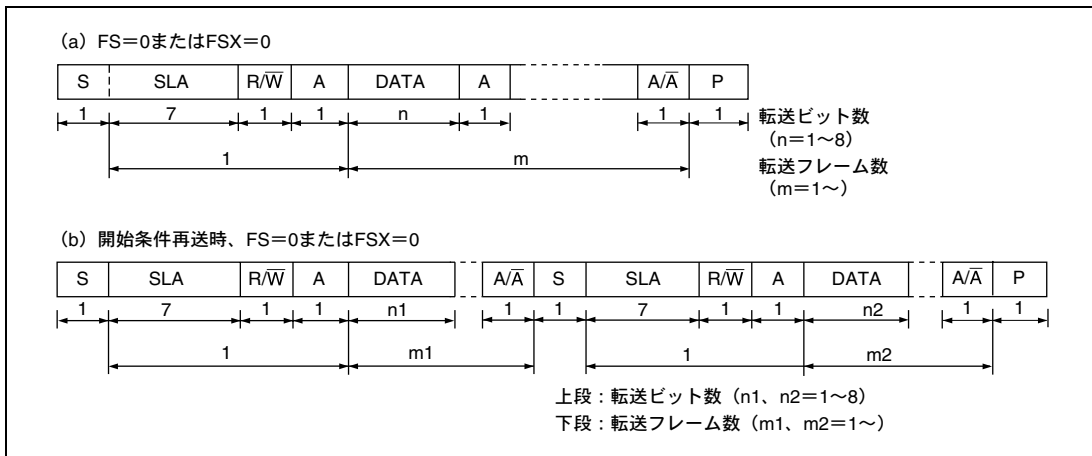 (a) FS=0またはFSX=0
S SLA R/W̅ A DATA A A/A̅ P
1 7 1 1 n 1 1 1 転送ビット数
(n=1~8)
1 m 転送フレーム数
(m=1~)
(b) 開始条件再送時、FS=0またはFSX=0
S SLA R/W̅ A DATA A/A̅ S SLA R/W̅ A DATA A/A̅ P
1 7 1 1 n1 1 1 7 1 1 n2 1 1
1 m1 1 m2
上段：転送ビット数（n1、n2=1~8）
下段：転送フレーム数（m1、m2=1~）